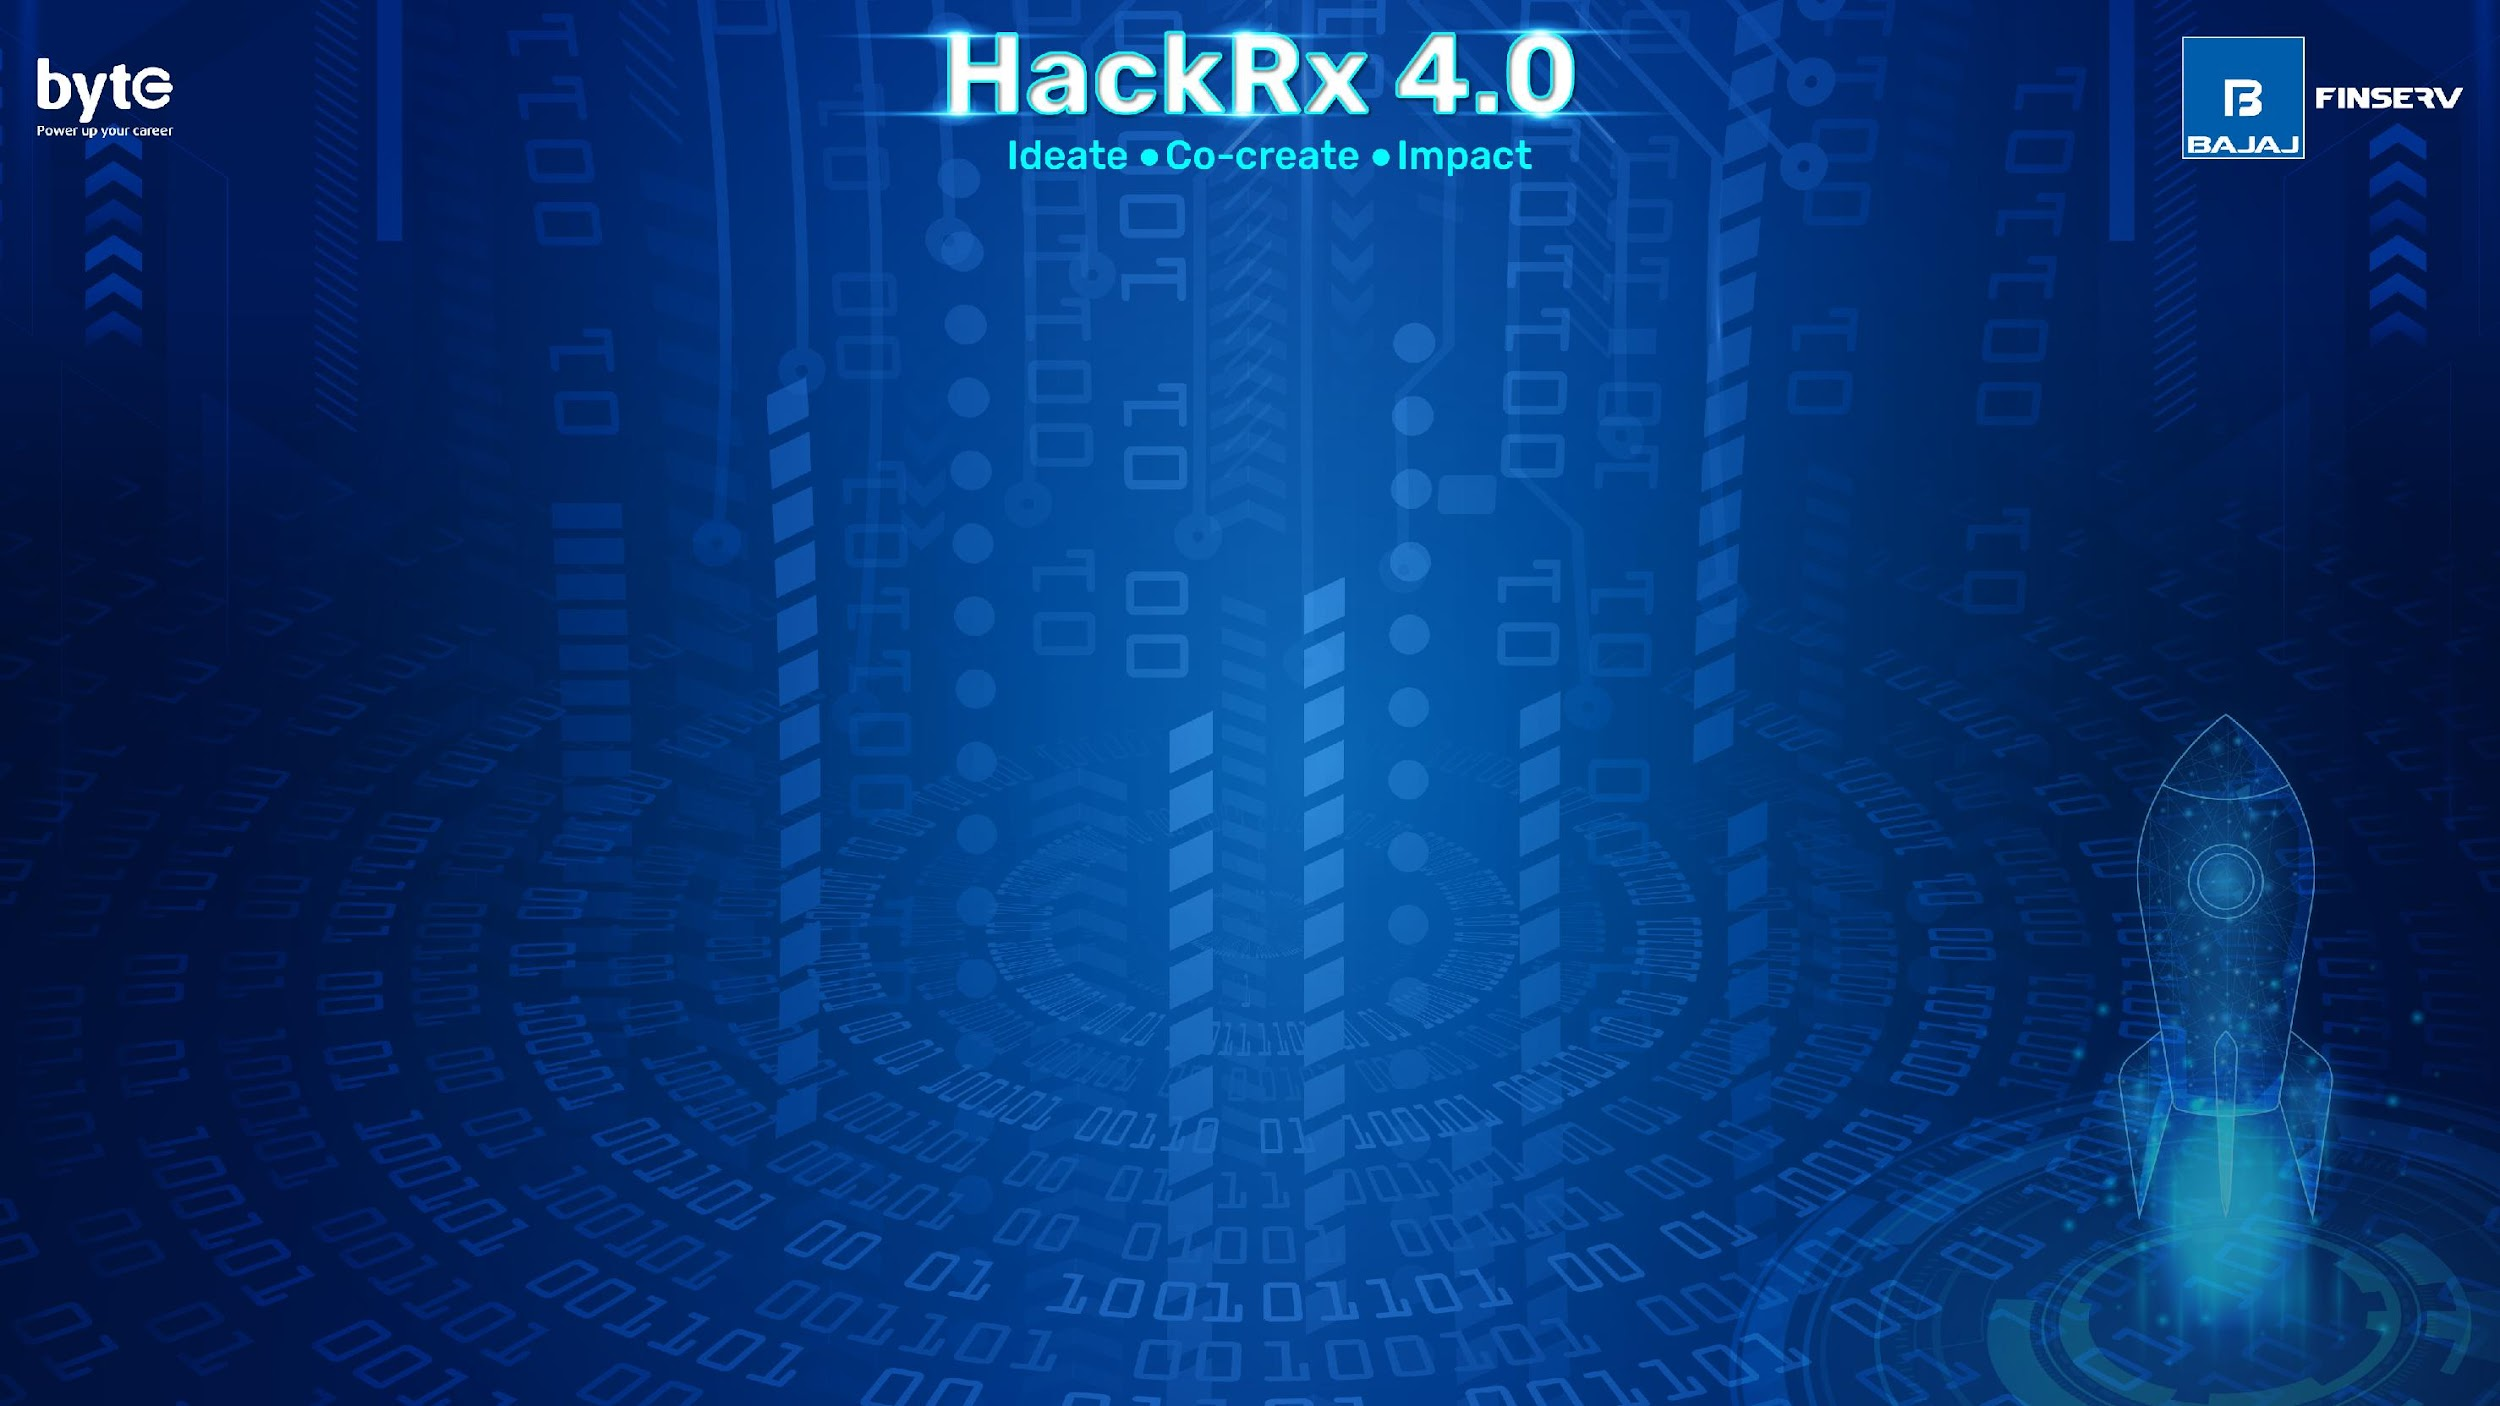 byte
Power up your career
HackRx 4.0
Ideate • Co-create • Impact
B
BAJAJ
FINSERV